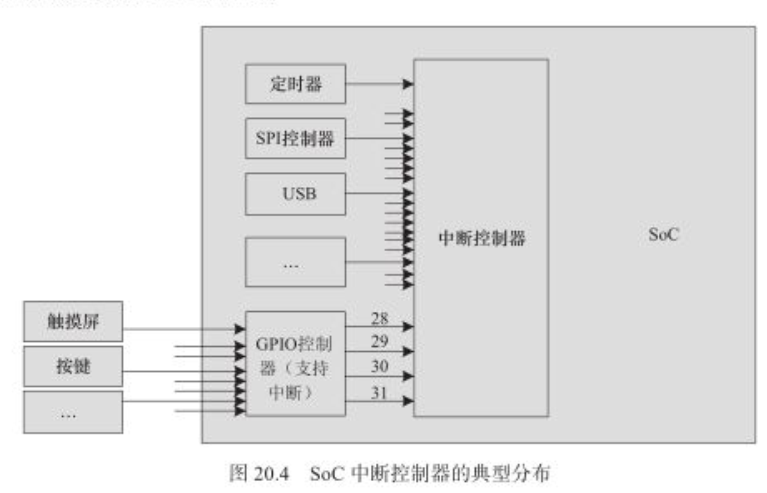 定时器
SPI控制器
USB
...
中断控制器
SoC
触摸屏
按键
...
GPIO控制
器（支持
中断）
28
29
30
31
图 20.4 SoC 中断控制器的典型分布